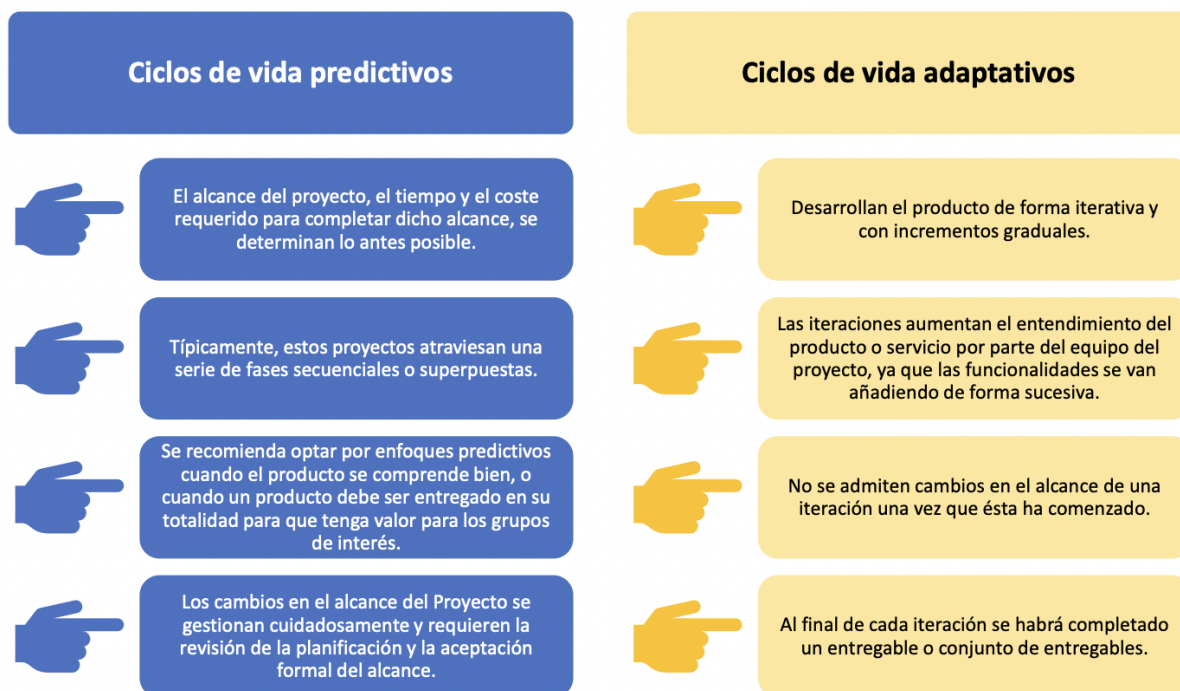 Ciclos de vida predictivos
El alcance del proyecto, el tiempo y el coste
requerido para completar dicho alcance, se
determinan lo antes posible.
Típicamente, estos proyectos atraviesan una
serie de fases secuenciales o superpuestas.
Se recomienda optar por enfoques predictivos
cuando el producto se comprende bien, o
cuando un producto debe ser entregado en su
totalidad para que tenga valor para los grupos
de interés.
Los cambios en el alcance del Proyecto se
gestionan cuidadosamente y requieren la
revisión de la planificación y la aceptación
formal del alcance.
Ciclos de vida adaptativos
Desarrollan el producto de forma iterativa y
con incrementos graduales.
Las iteraciones aumentan el entendimiento del
producto o servicio por parte del equipo del
proyecto, ya que las funcionalidades se van
añadiendo de forma sucesiva.
No se admiten cambios en el alcance de una
iteración una vez que ésta ha comenzado.
Al final de cada iteración se habrá completado
un entregable o conjunto de entregables.